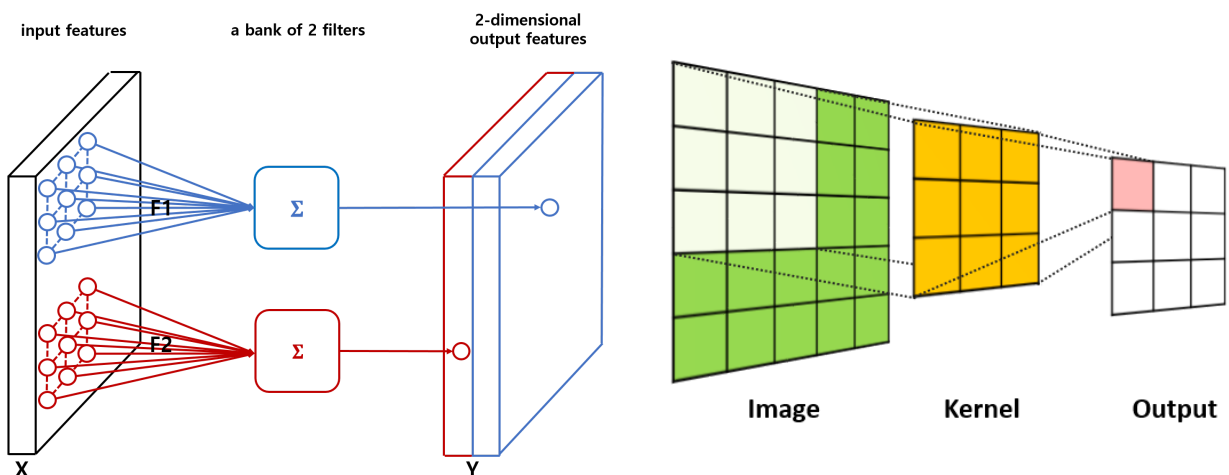 input features
a bank of 2 filters
2-dimensional
output features
F1
Σ
F2
Σ
X
Y
Image
Kernel
Output